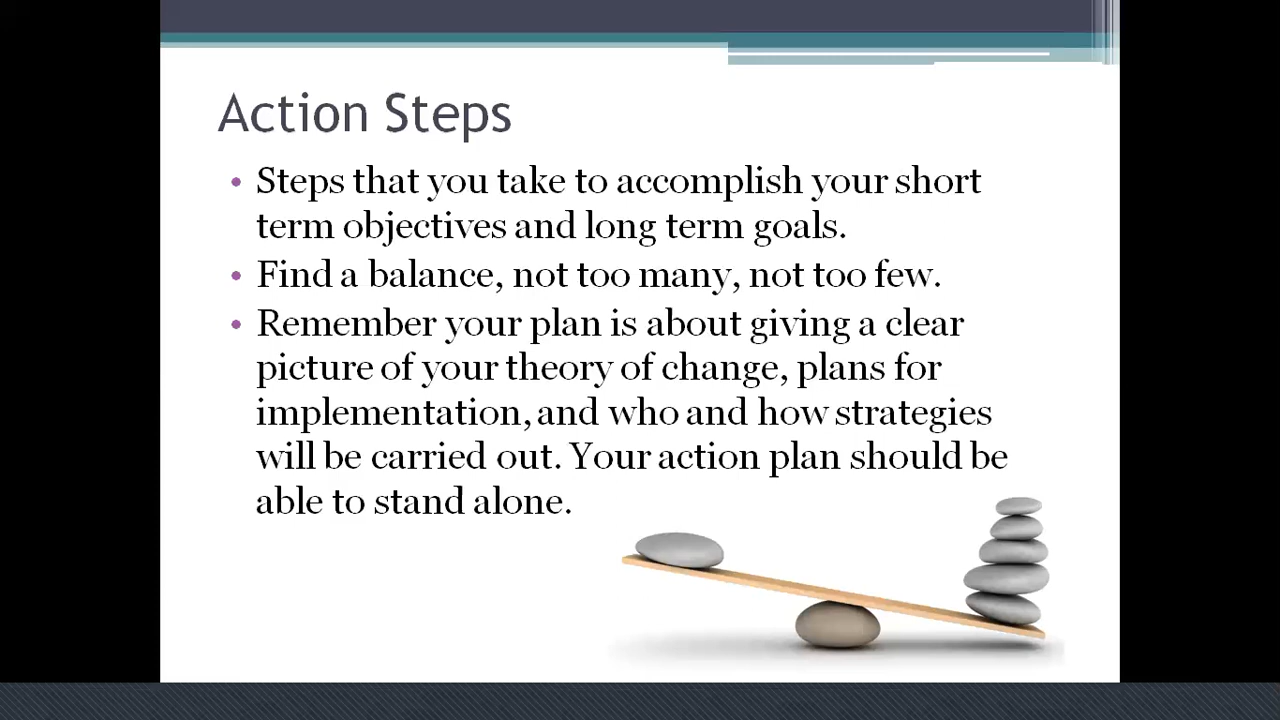 Action Steps
• Steps that you take to accomplish your short
term objectives and long term goals.
• Find a balance, not too many, not too few.
• Remember your plan is about giving a clear
picture of your theory of change, plans for
implementation, and who and how strategies
will be carried out. Your action plan should be
able to stand alone.